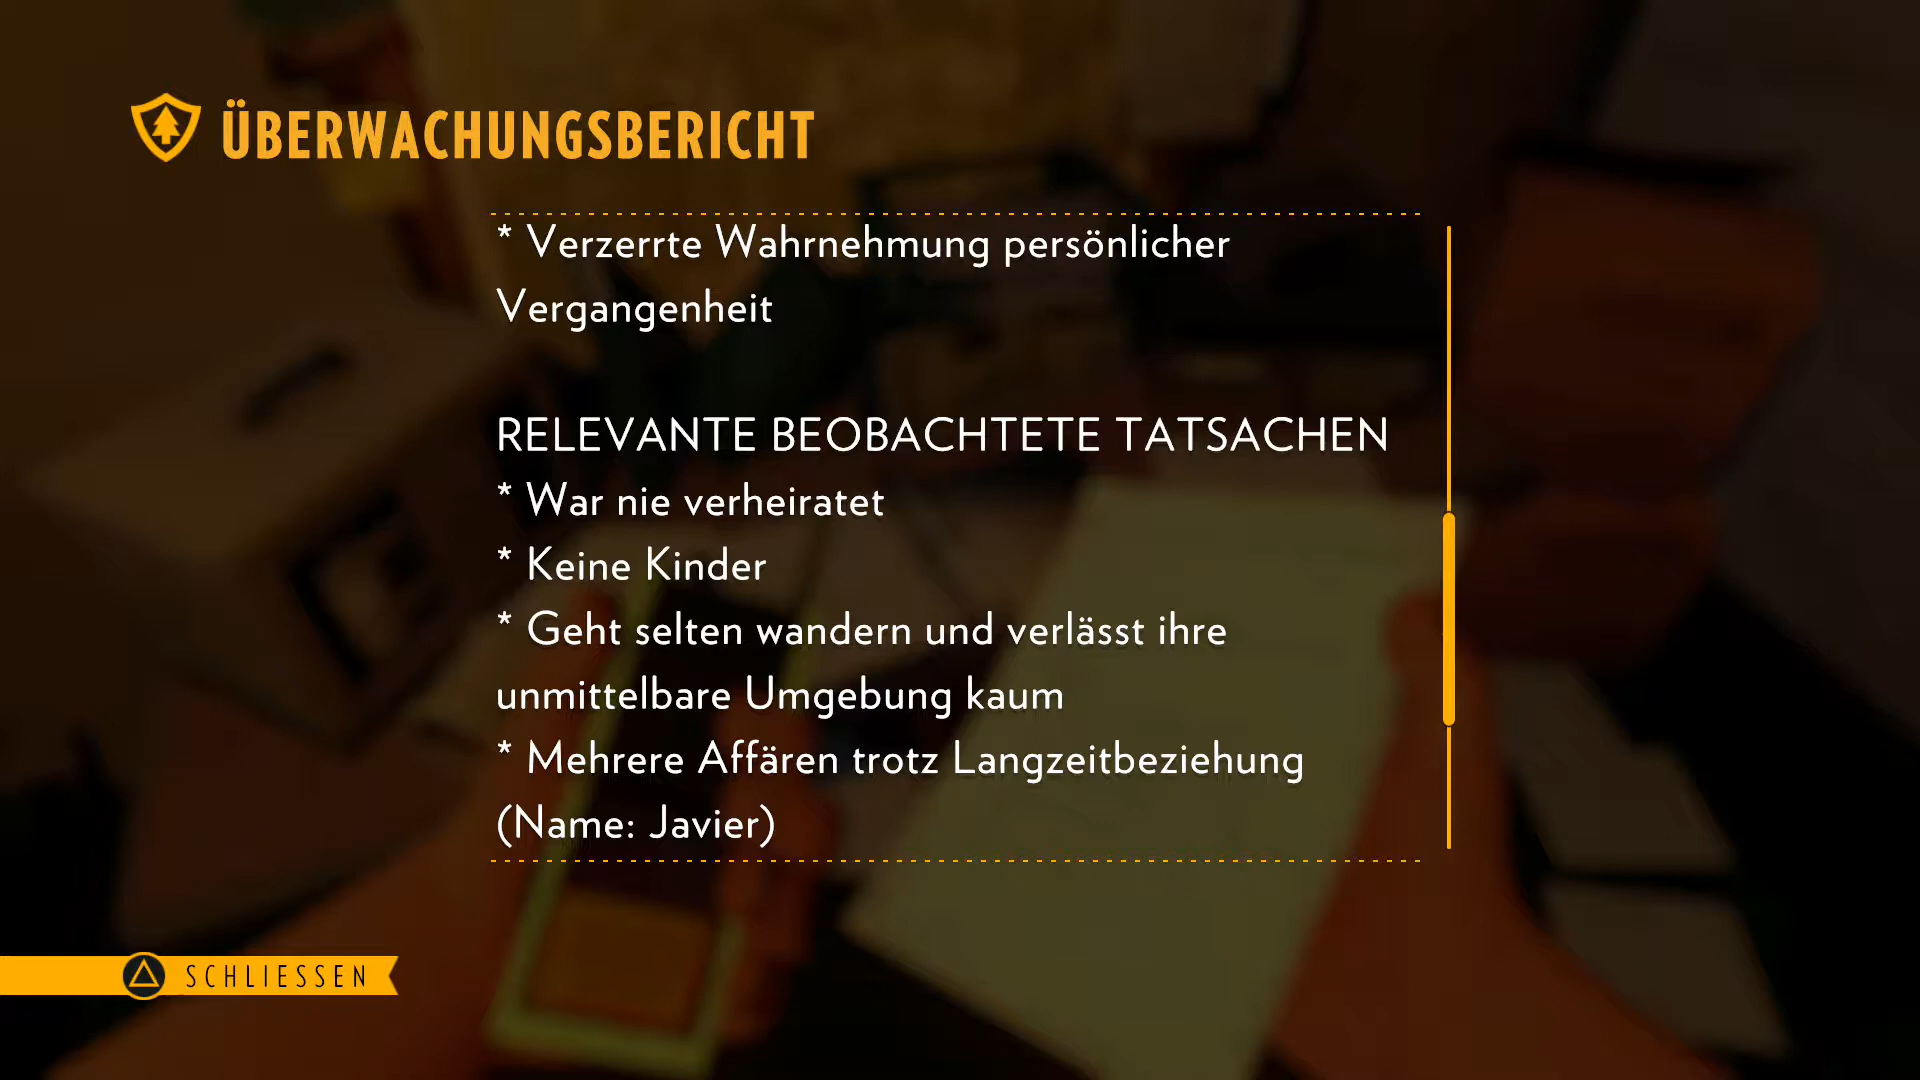 ÜBERWACHUNGSBERICHT
* Verzerrte Wahrnehmung persönlicher
Vergangenheit
RELEVANTE BEOBACHTETE TATSACHEN
* War nie verheiratet
* Keine Kinder
* Geht selten wandern und verlässt ihre
unmittelbare Umgebung kaum
* Mehrere Affären trotz Langzeitbeziehung
(Name: Javier)
SCHLIESSEN